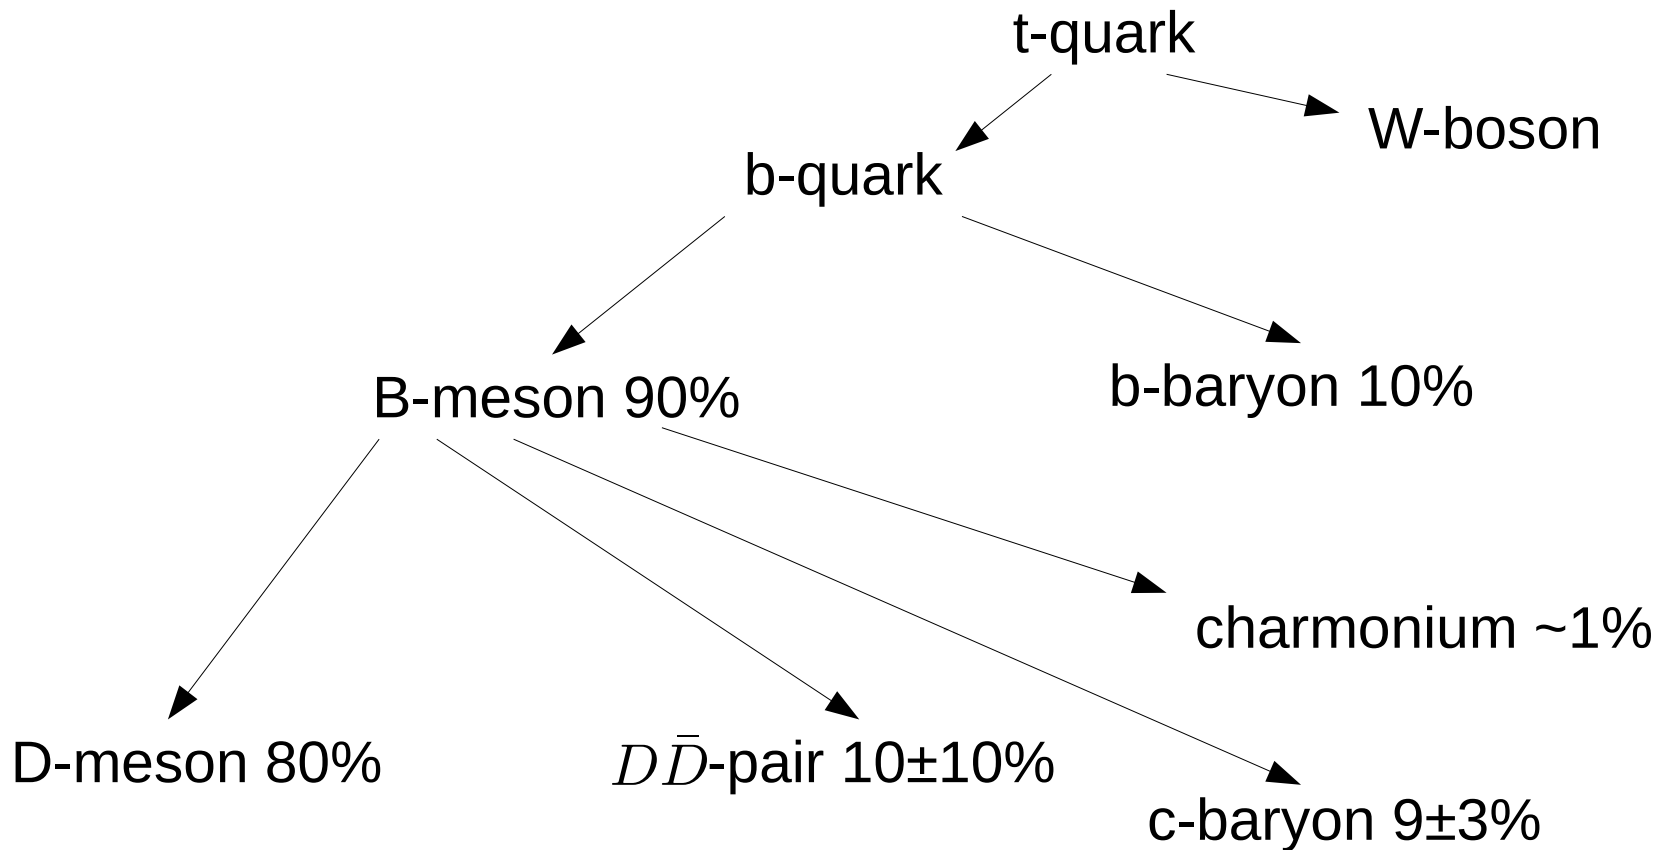 t-quark
W-boson
b-quark
B-meson 90%
b-baryon 10%
charmonium ~1%
D-meson 80%
DD̄-pair 10±10%
c-baryon 9±3%